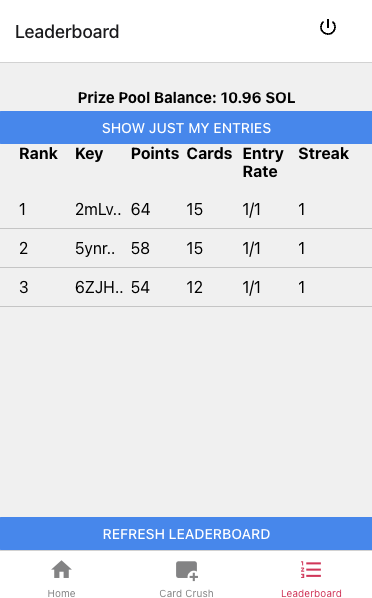 Leaderboard
Prize Pool Balance: 10.96 SOL
SHOW JUST MY ENTRIES
Rank Key Points Cards Entry Rate Streak
1 2mLv.. 64 15 1/1 1
2 5ynr.. 58 15 1/1 1
3 6ZJH.. 54 12 1/1 1
REFRESH LEADERBOARD
Home Card Crush Leaderboard